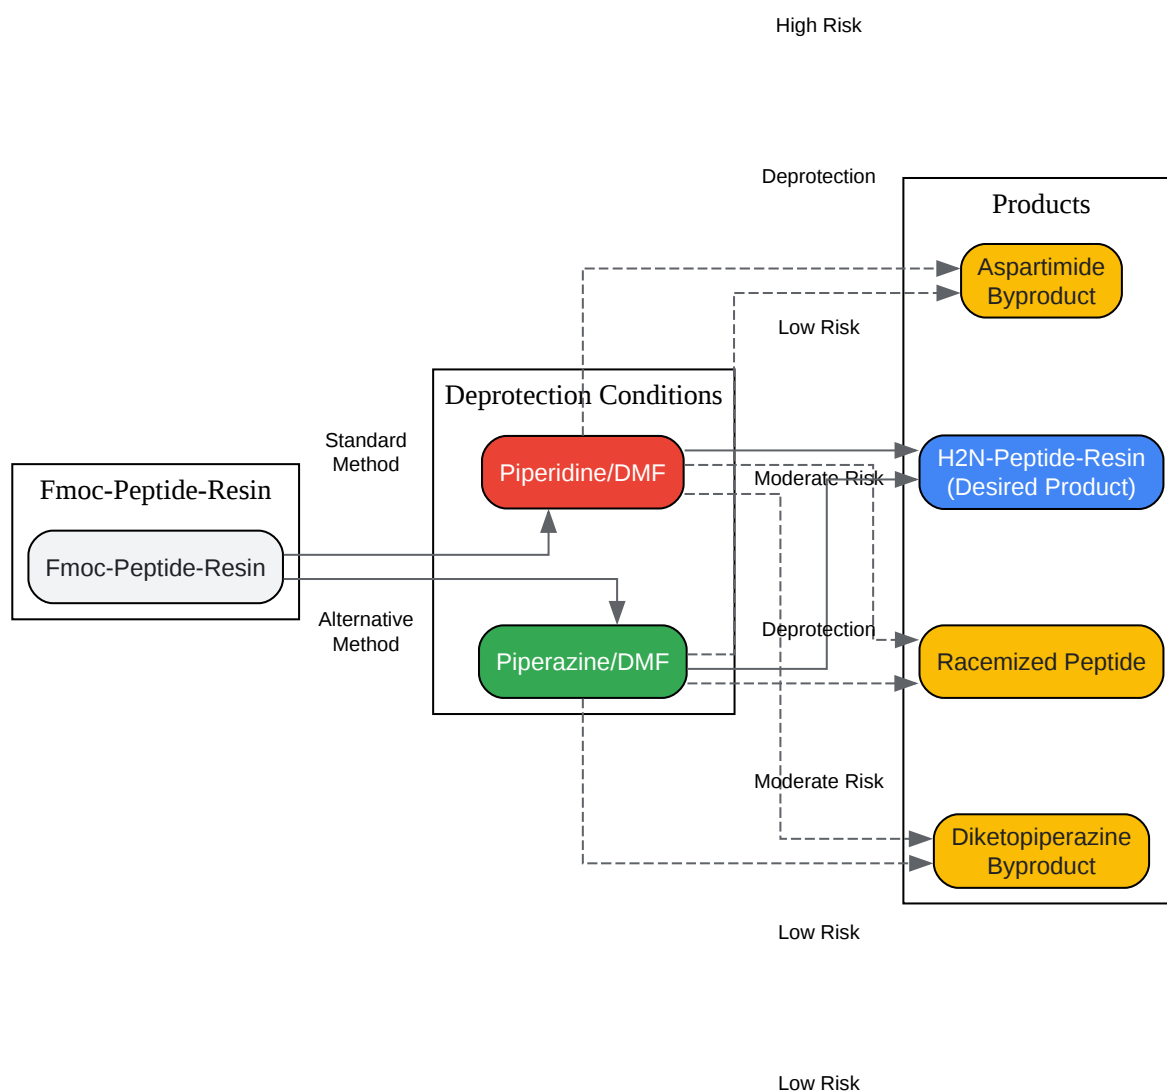 High Risk
Deprotection
Products
Aspartimide
Byproduct
Low Risk
Deprotection Conditions
Standard
Method
Piperidine/DMF
H2N-Peptide-Resin
(Desired Product)
Moderate Risk
Fmoc-Peptide-Resin
Fmoc-Peptide-Resin
Alternative
Method
Deprotection
Piperazine/DMF
Racemized Peptide
Moderate Risk
Diketopiperazine
Byproduct
Low Risk
Low Risk